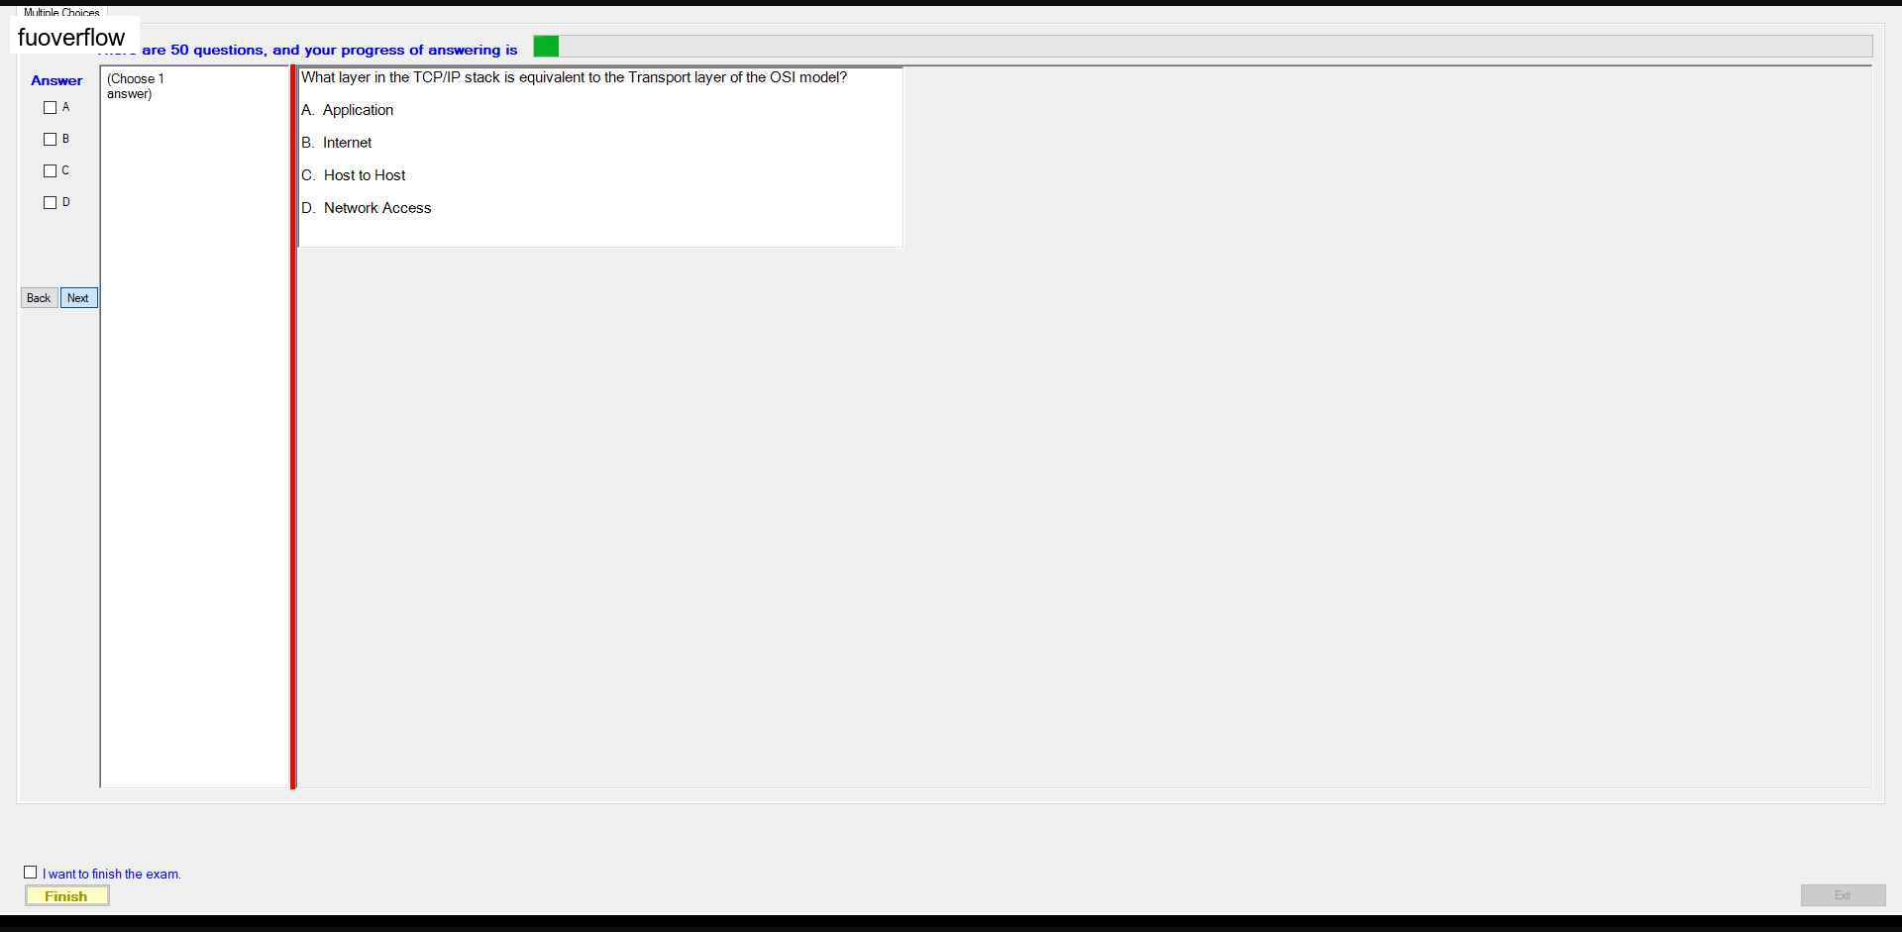 Multiple Choices
fuoverflow
are 50 questions, and your progress of answering is
Answer
(Choose 1
answer)
A
B
C
D
Back Next
What layer in the TCP/IP stack is equivalent to the Transport layer of the OSI model?
A. Application
B. Internet
C. Host to Host
D. Network Access
I want to finish the exam.
Finish
Exit